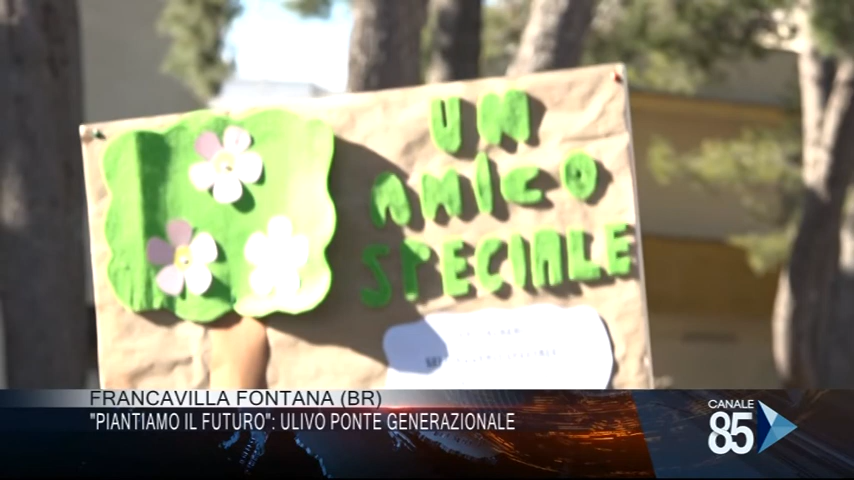 UN
AMICO
SPECIALE
FRANCAVILLA FONTANA (BR)
"PIANTIAMO IL FUTURO": ULIVO PONTE GENERAZIONALE
CANALE
85